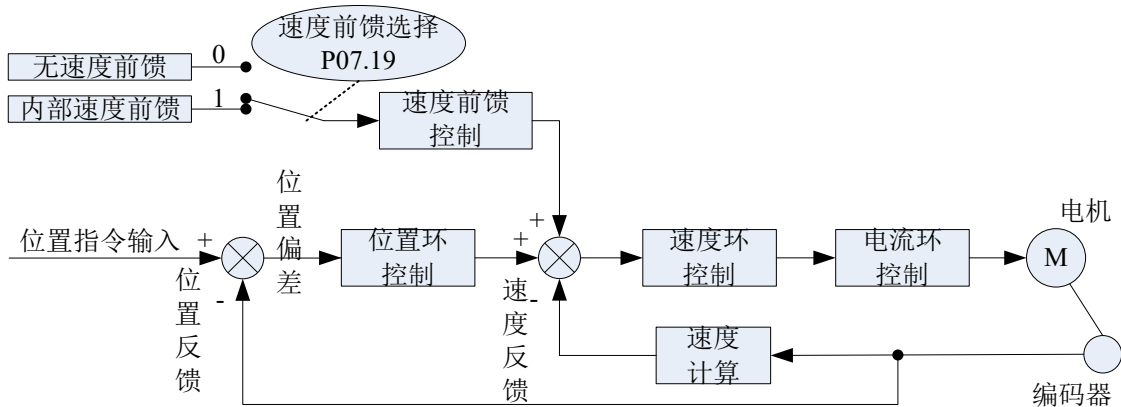 速度前馈选择
P07.19
无速度前馈
0
内部速度前馈
1
速度前馈
控制
位置指令输入
+
-
位置反馈
位置偏差
位置环
控制
+
+
-
速度反馈
速度环
控制
电流环
控制
电机
M
速度
计算
编码器